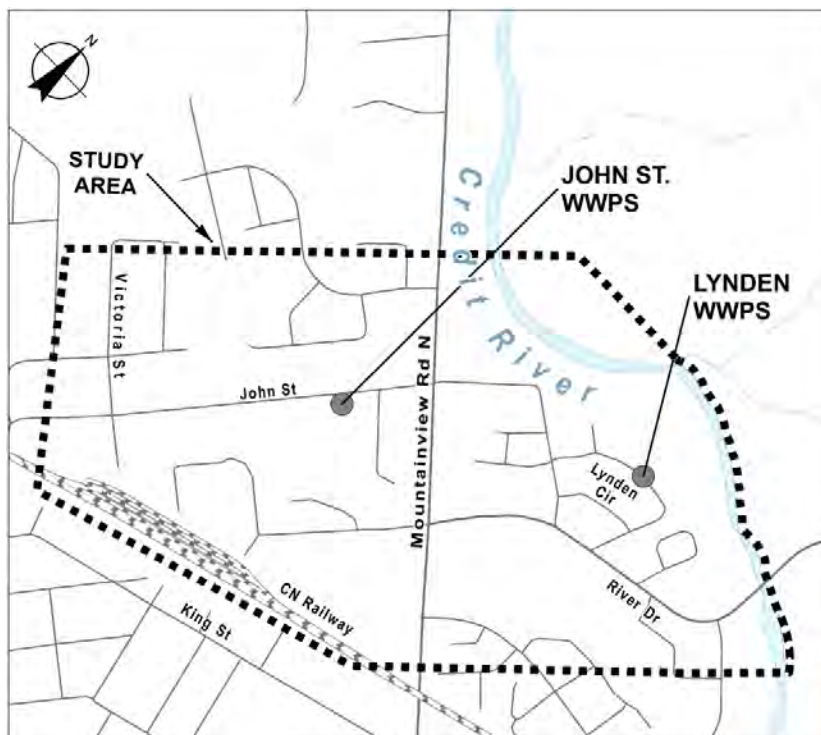 N
STUDY
AREA
JOHN ST.
WWPS
Credit River
LYNDEN
WWPS
Victoria St
Mountainview Rd N
John St
Lynden
Cir
River Dr
CN Railway
King St